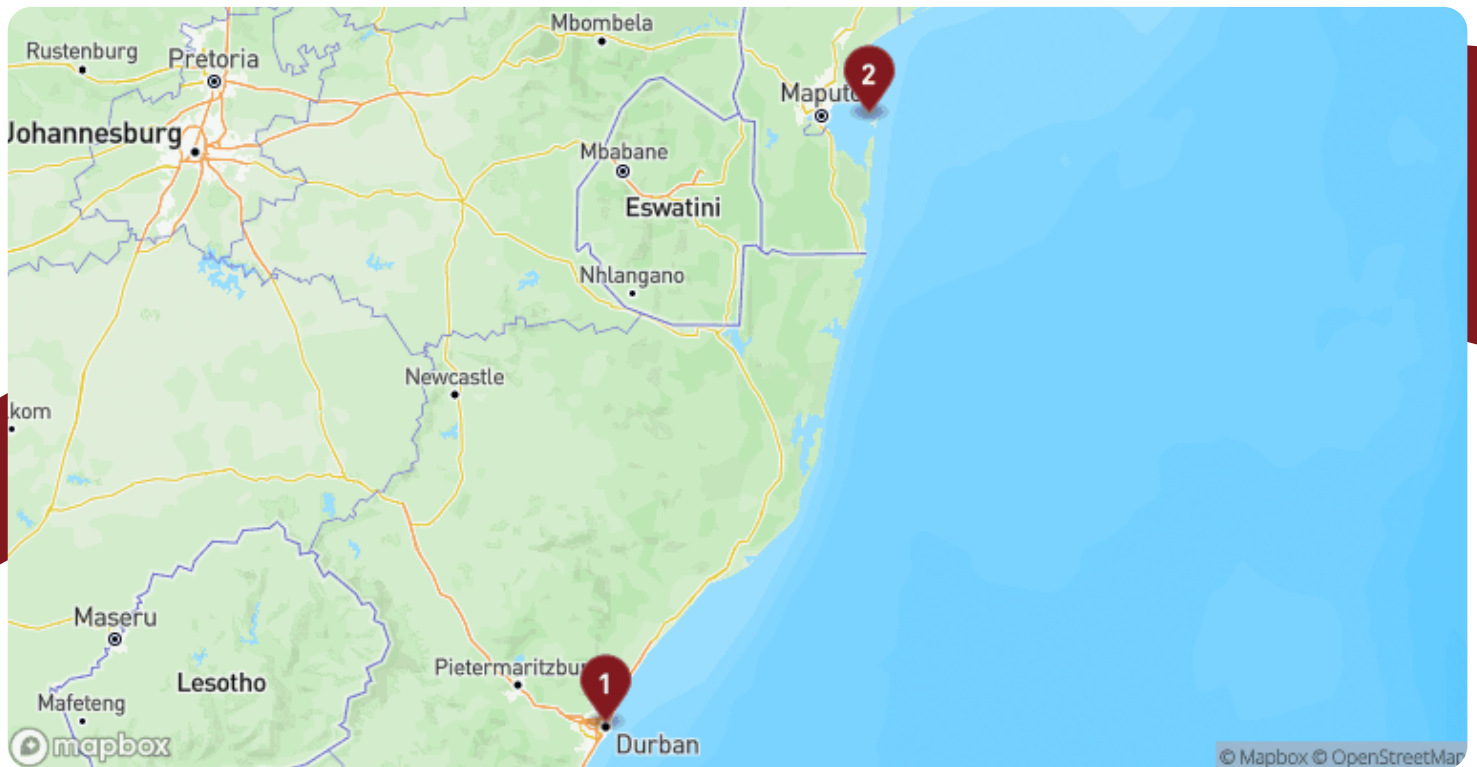 Mbombela
Rustenburg
Pretoria
2
Maputo
Johannesburg
Mbabane
Eswatini
Nhlangano
Newcastle
kom
Maseru
Pietermaritzbu
1
Lesotho
Mafeteng
Durban
mapbox
© Mapbox © OpenStreetMap